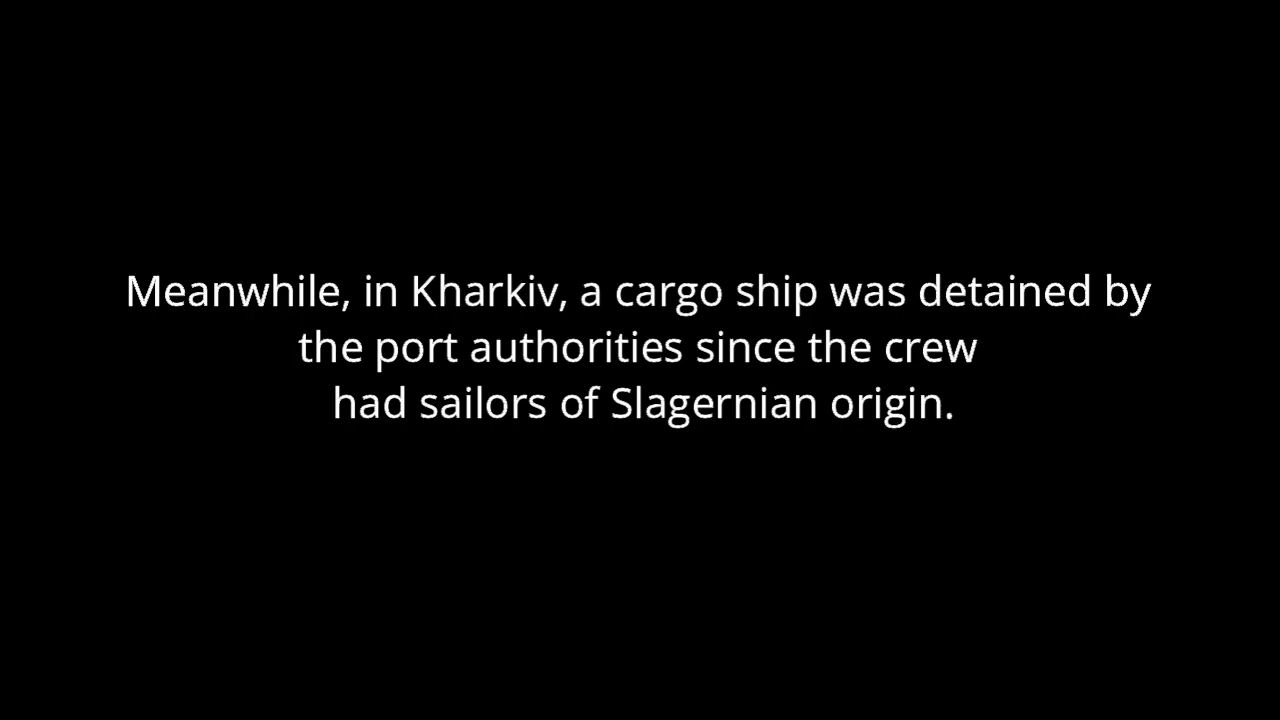 Meanwhile, in Kharkiv, a cargo ship was detained by
the port authorities since the crew
had sailors of Slagernian origin.